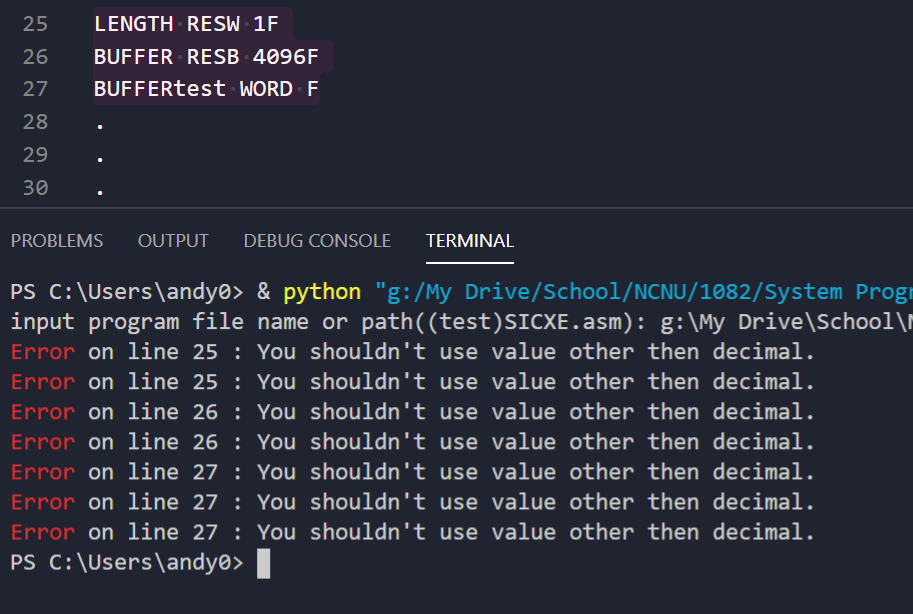 25 LENGTH RESW 1F
26 BUFFER RESB 4096F
27 BUFFERtest WORD F
28 .
29 .
30 .
PROBLEMS OUTPUT DEBUG CONSOLE TERMINAL
PS C:\Users\andy0> & python "g:/My Drive/School/NCNU/1082/System Progr
input program file name or path((test)SICXE.asm): g:\My Drive\School\N
Error on line 25 : You shouldn't use value other then decimal.
Error on line 25 : You shouldn't use value other then decimal.
Error on line 26 : You shouldn't use value other then decimal.
Error on line 26 : You shouldn't use value other then decimal.
Error on line 27 : You shouldn't use value other then decimal.
Error on line 27 : You shouldn't use value other then decimal.
Error on line 27 : You shouldn't use value other then decimal.
PS C:\Users\andy0>